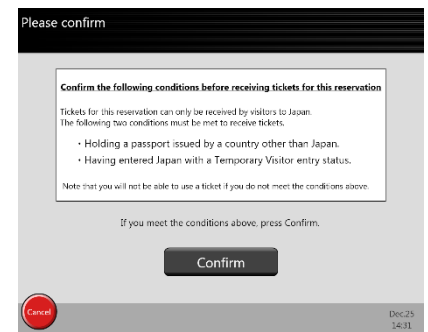 Please confirm
Confirm the following conditions before receiving tickets for this reservation
Tickets for this reservation can only be received by visitors to Japan.
The following two conditions must be met to receive tickets.
・Holding a passport issued by a country other than Japan.
・Having entered Japan with a Temporary Visitor entry status.
Note that you will not be able to use a ticket if you do not meet the conditions above.
If you meet the conditions above, press Confirm.
Confirm
Cancel
Dec.25
14:31